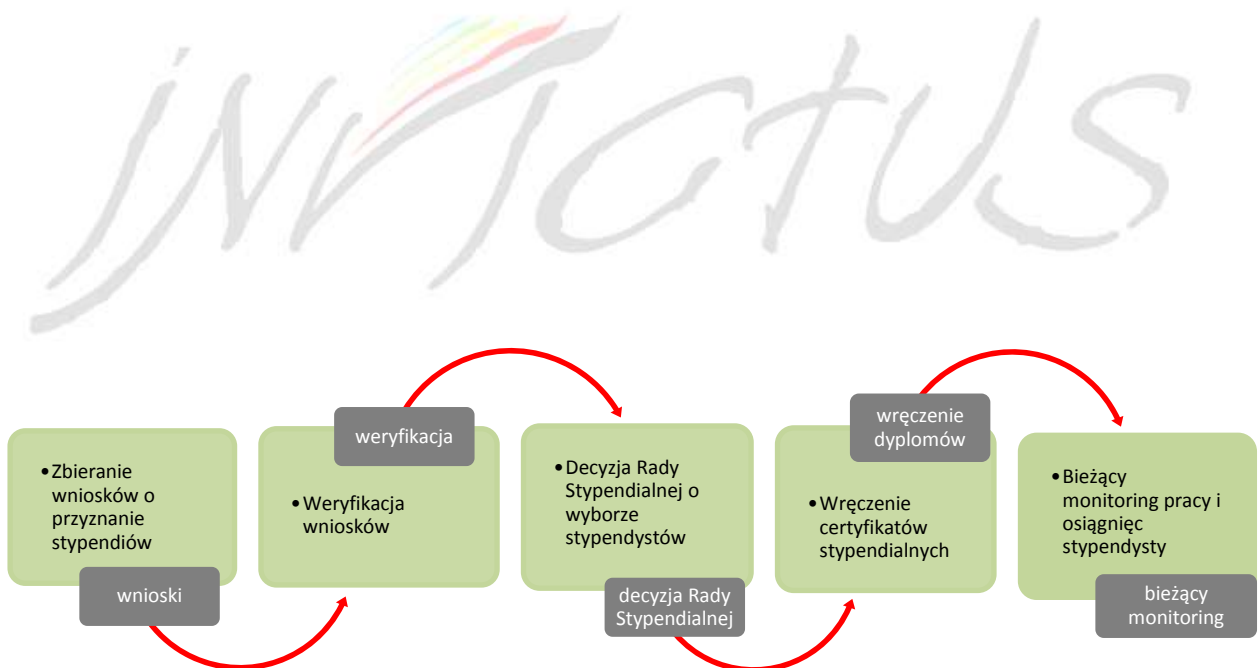 invictus
• Zbieranie
wniosków o
przyznanie
stypendiów
wnioski
weryfikacja
• Weryfikacja
wniosków
• Decyzja Rady
Stypendialnej o
wyborze
stypendystów
decyzja Rady
Stypendialnej
wręczenie
dyplomów
• Wręczenie
certyfikatów
stypendialnych
• Bieżący
monitoring pracy i
osiągnięc
stypendysty
bieżący
monitoring